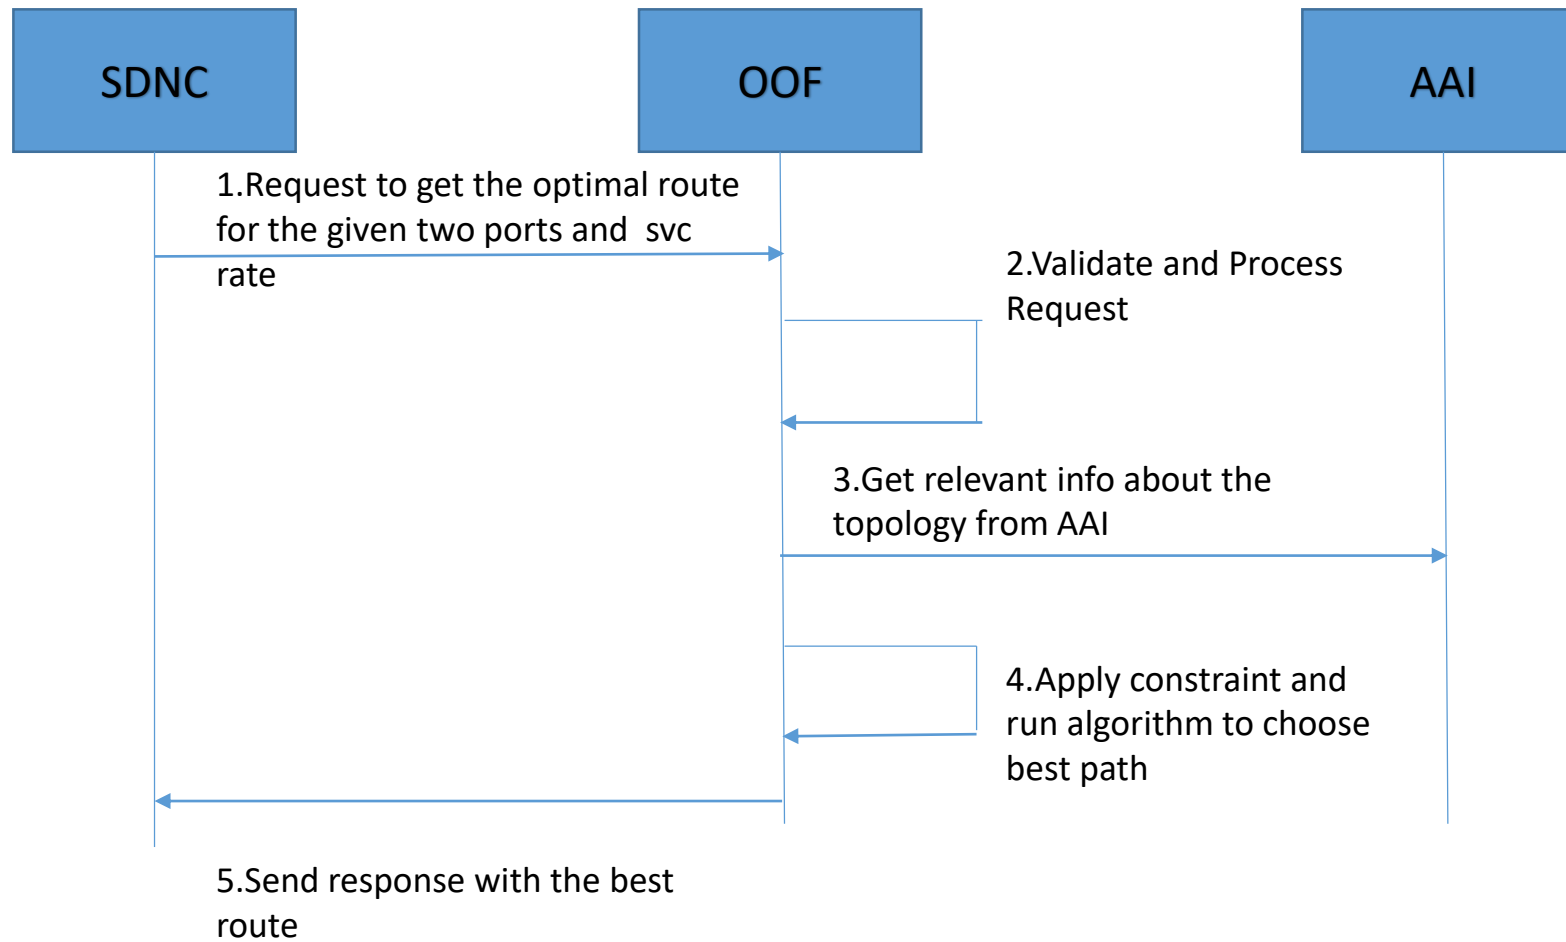 SDNC
OOF
AAI
1.Request to get the optimal route
for the given two ports and  svc
rate
2.Validate and Process
Request
3.Get relevant info about the
topology from AAI
4.Apply constraint and
run algorithm to choose
best path
5.Send response with the best
route